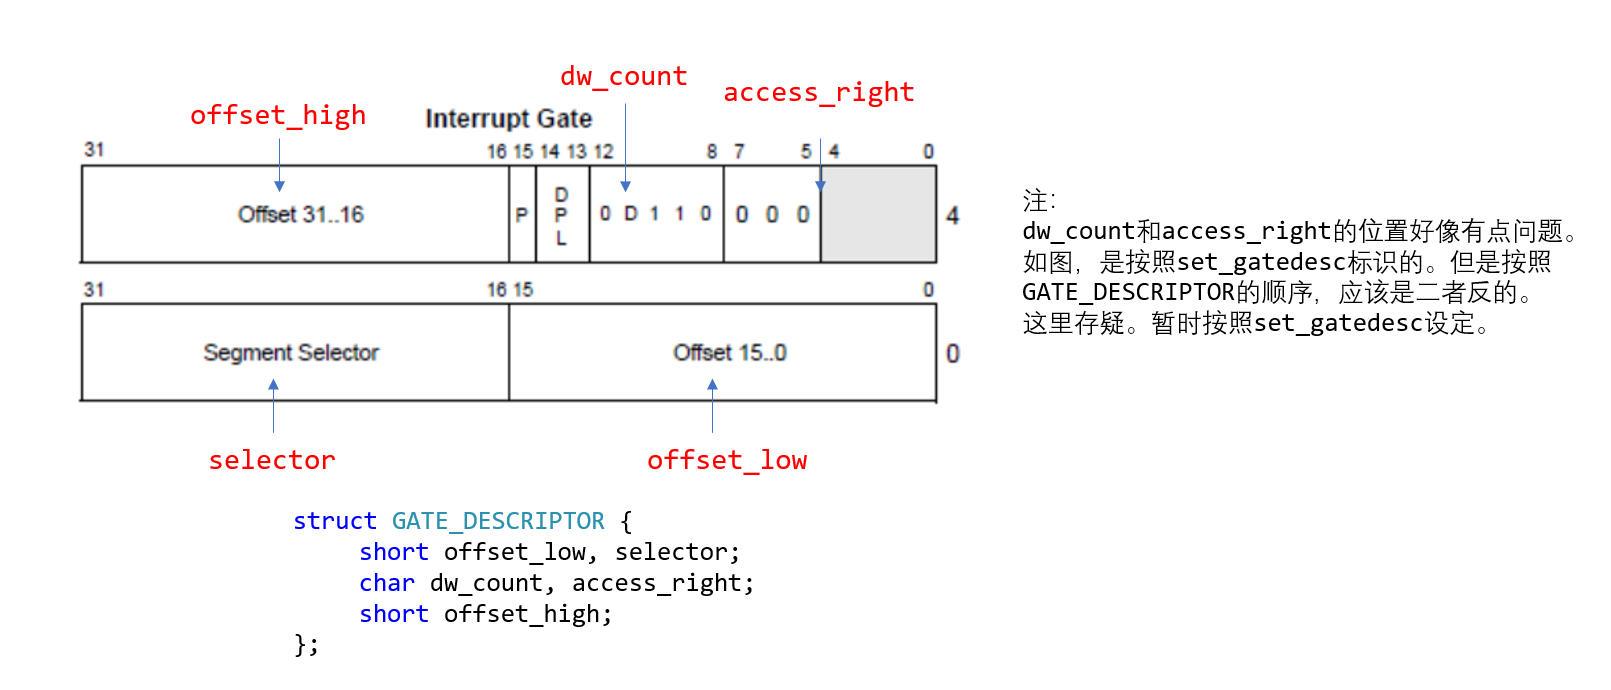 dw_count
access_right
offset_high
Interrupt Gate
31 16 15 14 13 12 8 7 5 4 0
Offset 31..16 P DPL 0 D 1 1 0 0 0 0 4
31 16 15 0
Segment Selector Offset 15..0 0
selector offset_low
struct GATE_DESCRIPTOR {
short offset_low, selector;
char dw_count, access_right;
short offset_high;
};
注:
dw_count和access_right的位置好像有点问题。
如图，是按照set_gatedesc标识的。但是按照
GATE_DESCRIPTOR的顺序，应该是二者反的。
这里存疑。暂时按照set_gatedesc设定。